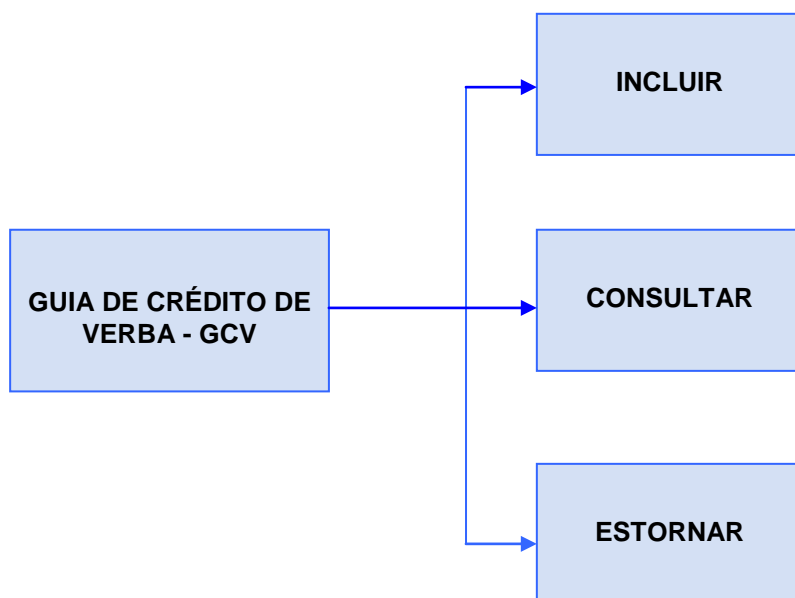 INCLUIR
GUIA DE CRÉDITO DE
VERBA - GCV
CONSULTAR
ESTORNAR